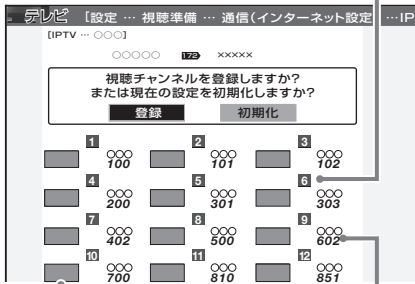 テレビ [設定 … 視聴準備 … 通信(インターネット設定) …IP
[IPTV … ○○○]
○○○○○ 172 ×××××
視聴チャンネルを登録しますか?
または現在の設定を初期化しますか?
登録 初期化
1 2 3
○○○ ○○○ ○○○
100 101 102
4 5 6
○○○ ○○○ ○○○
200 301 303
7 8 9
○○○ ○○○ ○○○
402 500 602
10 11 12
○○○ ○○○ ○○○
700 810 851